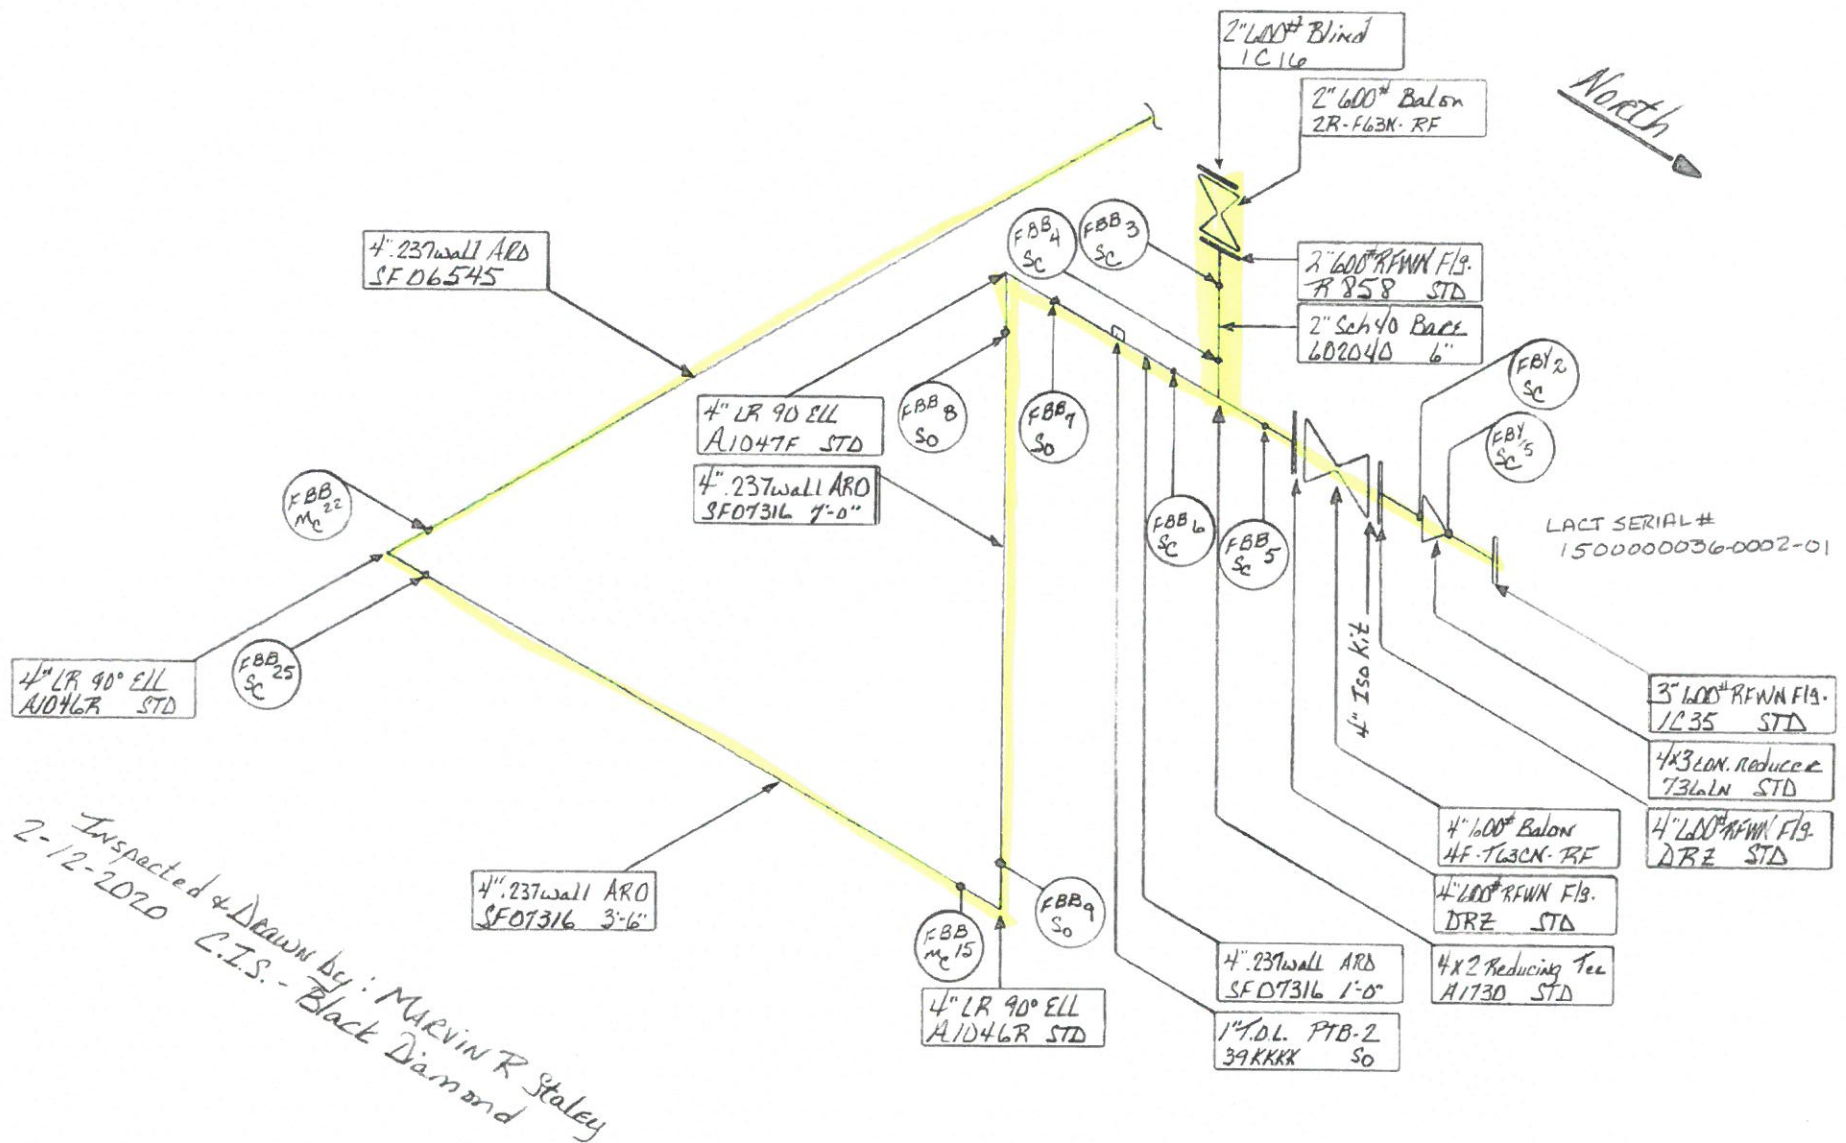 2" 600# Blind
1C16
2" 600# Balon
2R-F63N-RF
North
4" .237wall ARO
SF06545
FBB 4
SC
FBB 3
SC
2" 600# RFWN Flg.
R858 STD
2" Sch40 Bare
602040 6"
FBY 2
SC
FBY 15
SC
4" LR 90 ELL
A1047F STD
FBB 8
SO
FBB 7
SO
4" .237wall ARO
SF07316 7'-0"
FBB 22
MC
FBB 6
SC
FBB 5
SC
LACT SERIAL#
1500000036-0002-01
4" LR 90° ELL
A1046R STD
FBB 25
SC
4" Iso Kit
3" 600# RFWN Flg.
1C35 STD
4x3 CON. Reducer
STD
4" 600# RFWN Flg.
DRZ STD
4" 600# Balon
4F-T63CN-RF
4" 600# RFWN Flg.
DRZ STD
4x2 Reducing Tee
A1730 STD
4" .237wall ARO
SF07316 3'-6"
FBB 15
MC
FBB 9
SO
4" LR 90° ELL
A1046R STD
4" .237wall ARO
SF07316 1'-0"
1" T.O.L. PTB-2
39KKKK SO
Inspected & Drawn by: Marvin R Staley
2-12-2020 C.I.S. - Black Diamond